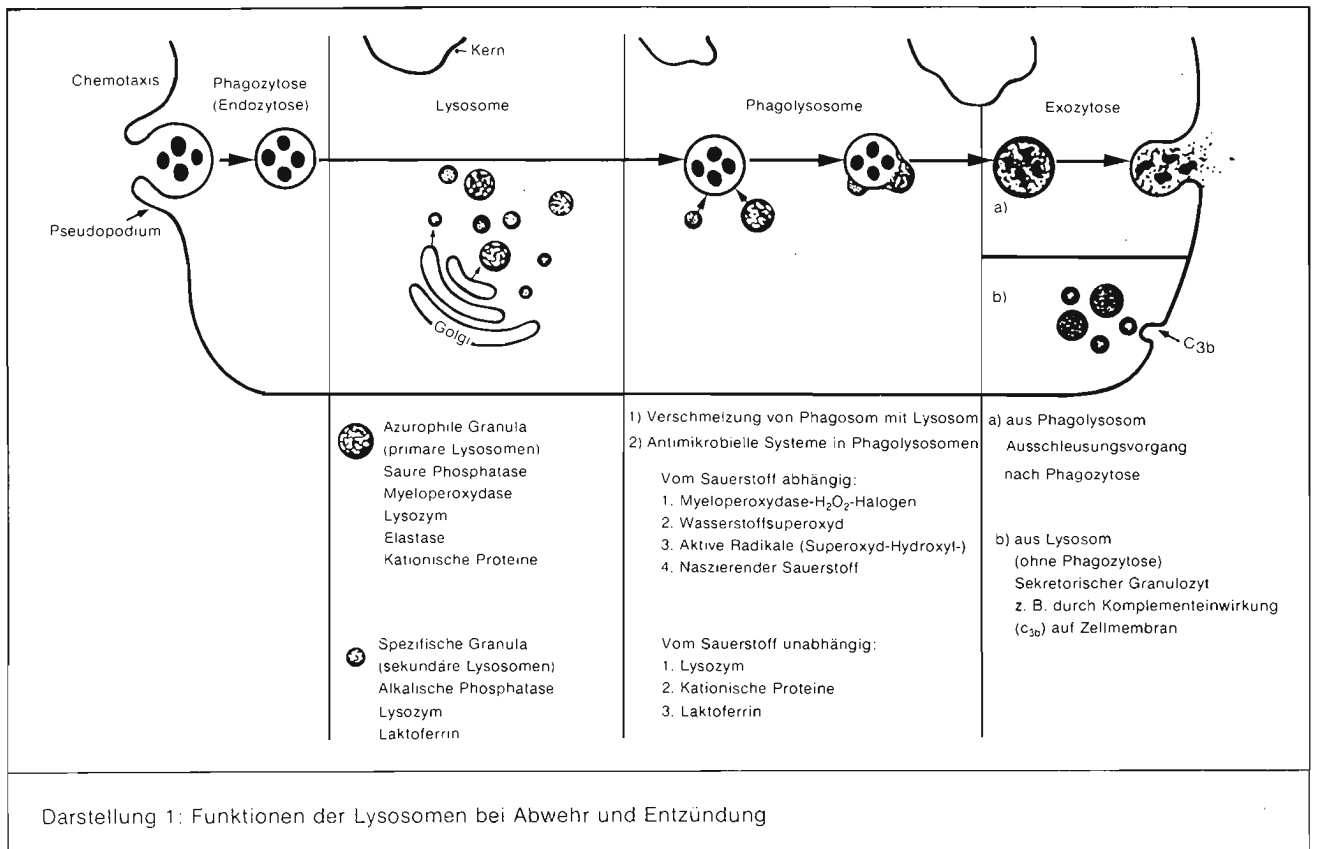 Chemotaxis
Phagozytose
(Endozytose)
Pseudopodium
Kern
Lysosome
Golgi
Phagolysosome
Exozytose
a)
b)
C3b
Azurophile Granula
(primare Lysosomen)
Saure Phosphatase
Myeloperoxydase
Lysozym
Elastase
Kationische Proteine
Spezifische Granula
(sekundäre Lysosomen)
Alkalische Phosphatase
Lysozym
Laktoferrin
1) Verschmelzung von Phagosom mit Lysosom
2) Antimikrobielle Systeme in Phagolysosomen
Vom Sauerstoff abhängig:
1. Myeloperoxydase-H₂O₂-Halogen
2. Wasserstoffsuperoxyd
3. Aktive Radikale (Superoxyd-Hydroxyl-)
4. Naszierender Sauerstoff
Vom Sauerstoff unabhängig:
1. Lysozym
2. Kationische Proteine
3. Laktoferrin
a) aus Phagolysosom
Ausschleusungsvorgang
nach Phagozytose
b) aus Lysosom
(ohne Phagozytose)
Sekretorischer Granulozyt
z. B. durch Komplementeinwirkung
(c3b) auf Zellmembran
Darstellung 1: Funktionen der Lysosomen bei Abwehr und Entzündung